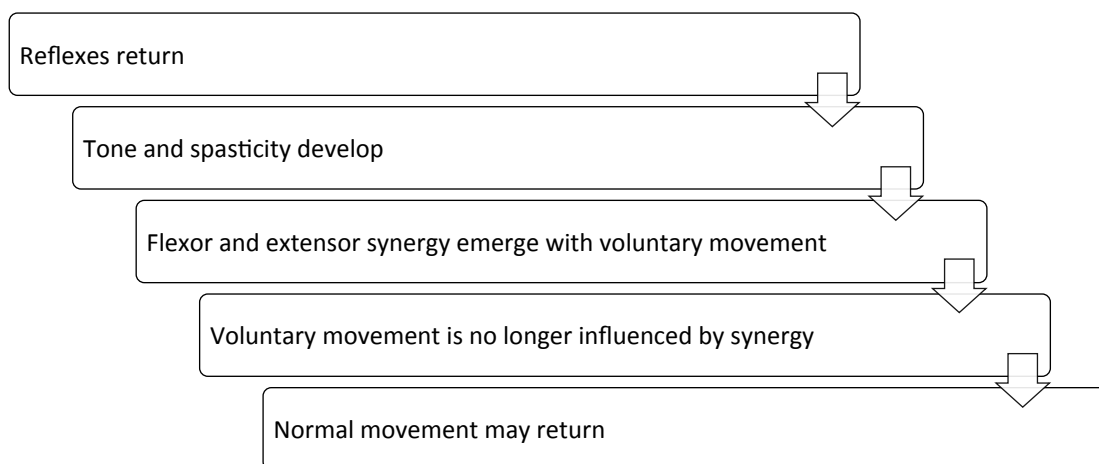 Reflexes return
Tone and spasticity develop
Flexor and extensor synergy emerge with voluntary movement
Voluntary movement is no longer influenced by synergy
Normal movement may return